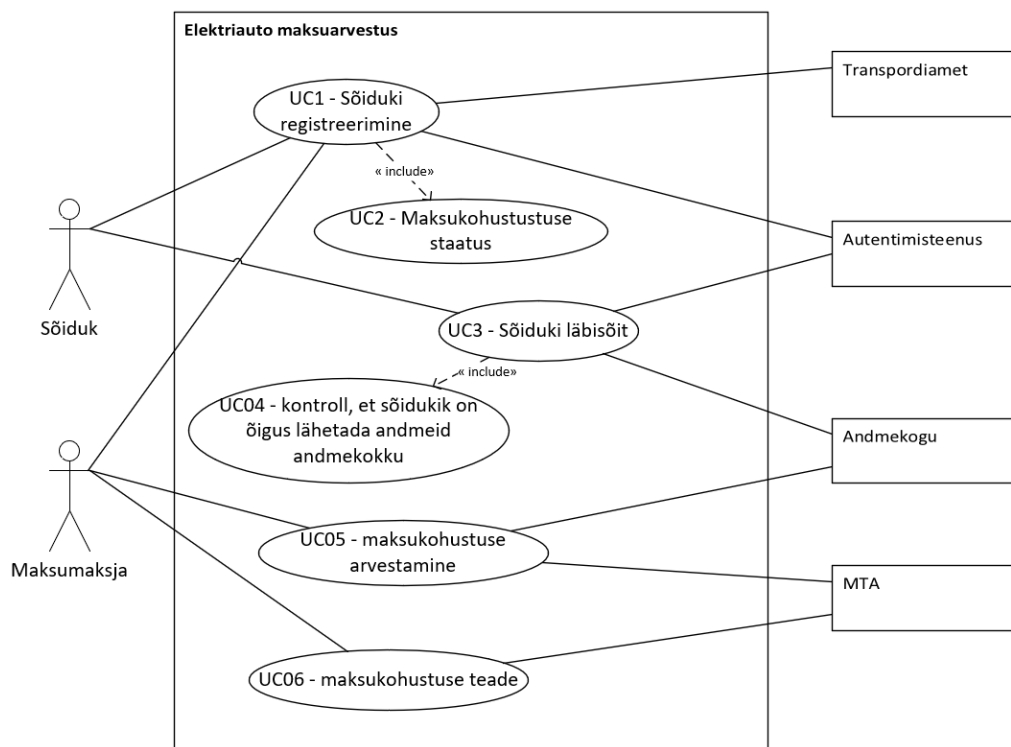 Elektriauto maksuarvestus
Transpordiamet
UC1 - Sõiduki
registreerimine
« include»
UC2 - Maksukohustustuse
staatus
Autentimisteenus
Sõiduk
UC3 - Sõiduki läbisõit
« include»
UC04 - kontroll, et sõidukik on
õigus lähetada andmeid
andmekokku
Andmekogu
UC05 - maksukohustuse
arvestamine
Maksumaksja
MTA
UC06 - maksukohustuse teade